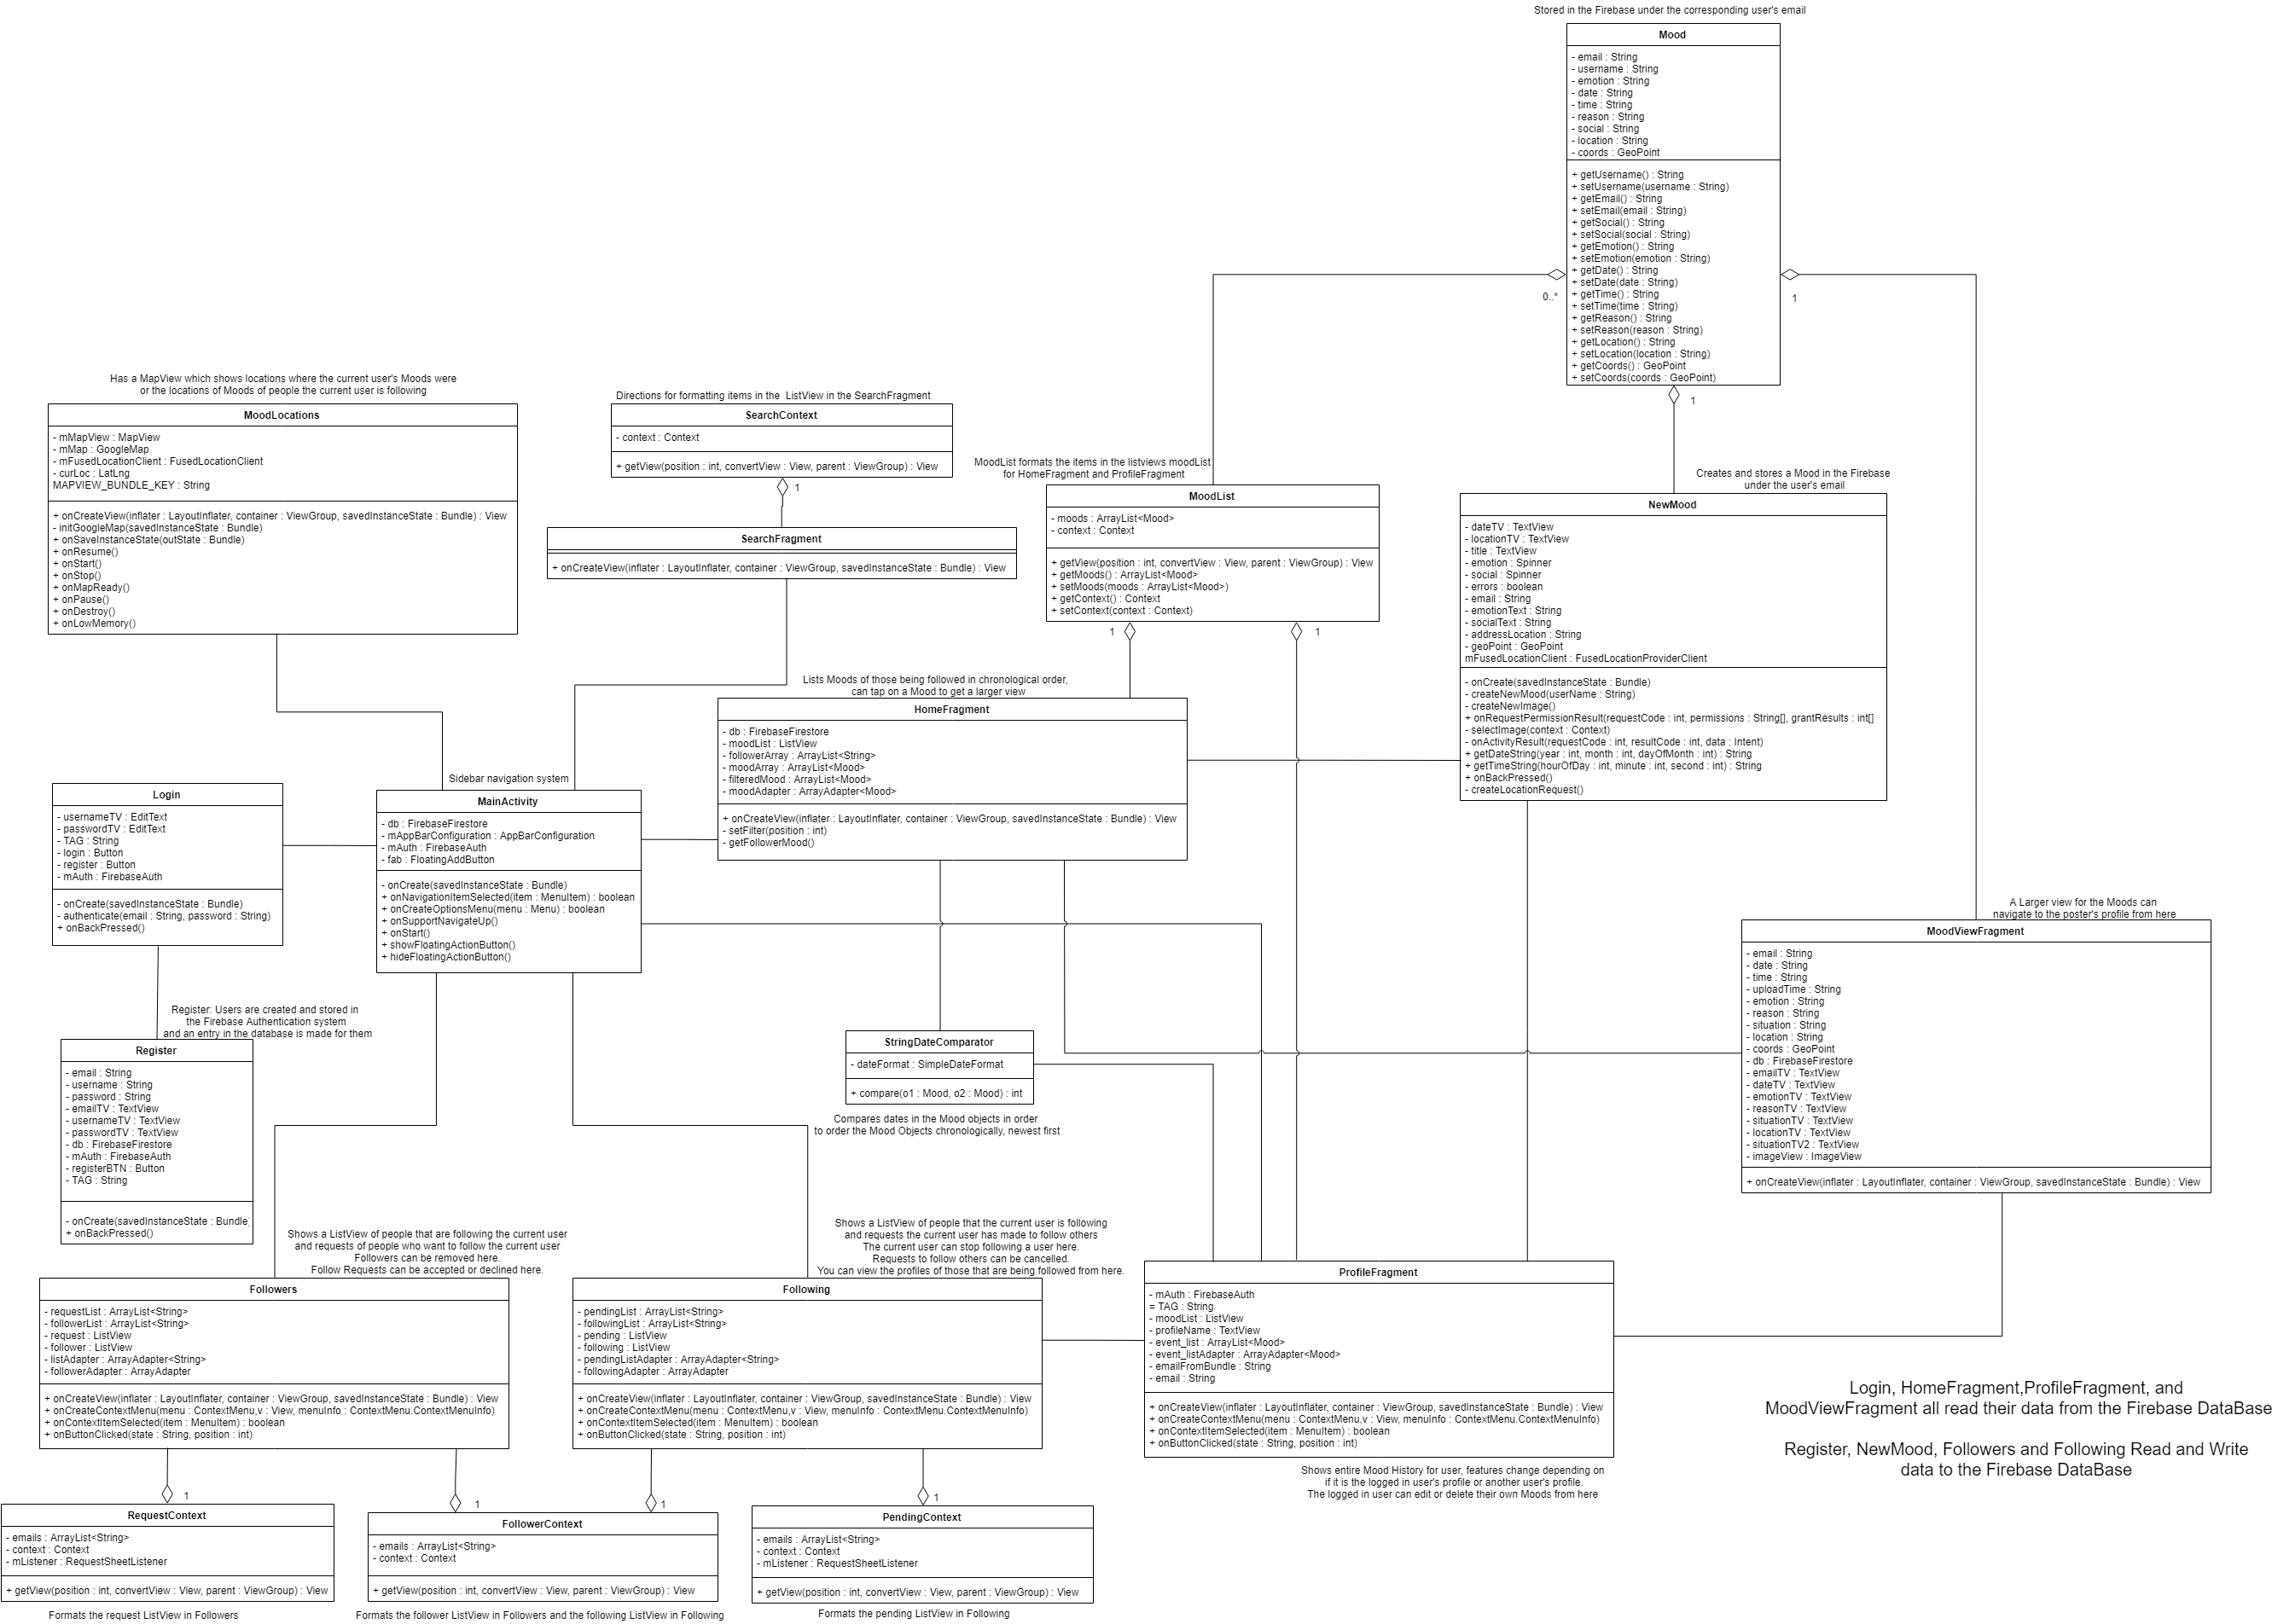 Stored in the Firebase under the corresponding user's email
Mood
- email : String
- username : String
- emotion : String
- date : String
- time : String
- reason : String
- social : String
- location : String
- coords : GeoPoint
+ getUsername() : String
+ setUsername(username : String)
+ getEmail() : String
+ setEmail(email : String)
+ getSocial() : String
+ setSocial(social : String)
+ getEmotion() : String
+ setEmotion(emotion : String)
+ getDate() : String
+ setDate(date : String)
+ getTime() : String
+ setTime(time : String)
+ getReason() : String
+ setReason(reason : String)
+ getLocation() : String
+ setLocation(location : String)
+ getCoords() : GeoPoint
+ setCoords(coords : GeoPoint)
0..*
1
1
Has a MapView which shows locations where the current user's Moods were
or the locations of Moods of people the current user is following
MoodLocations
- mMapView : MapView
- mMap : GoogleMap
- mFusedLocationClient : FusedLocationClient
- curLoc : LatLng
MAPVIEW_BUNDLE_KEY : String
+ onCreateView(inflater : LayoutInflater, container : ViewGroup, savedInstanceState : Bundle) : View
- initGoogleMap(savedInstanceState : Bundle)
+ onSaveInstanceState(outState : Bundle)
+ onResume()
+ onStart()
+ onStop()
+ onMapReady()
+ onPause()
+ onDestroy()
+ onLowMemory()
Directions for formatting items in the  ListView in the SearchFragment
SearchContext
- context : Context
+ getView(position : int, convertView : View, parent : ViewGroup) : View
1
SearchFragment
+ onCreateView(inflater : LayoutInflater, container : ViewGroup, savedInstanceState : Bundle) : View
MoodList formats the items in the listviews moodList
for HomeFragment and ProfileFragment
MoodList
- moods : ArrayList<Mood>
- context : Context
+ getView(position : int, convertView : View, parent : ViewGroup) : View
+ getMoods() : ArrayList<Mood>
+ setMoods(moods : ArrayList<Mood>)
+ getContext() : Context
+ setContext(context : Context)
1
1
Creates and stores a Mood in the Firebase
under the user's email
NewMood
- dateTV : TextView
- locationTV : TextView
- title : TextView
- emotion : Spinner
- social : Spinner
- errors : boolean
- email : String
- emotionText : String
- socialText : String
- addressLocation : String
- geoPoint : GeoPoint
mFusedLocationClient : FusedLocationProviderClient
- onCreate(savedInstanceState : Bundle)
- createNewMood(userName : String)
- createNewImage()
+ onRequestPermissionResult(requestCode : int, permissions : String[], grantResults : int[]
- selectImage(context : Context)
- onActivityResult(requestCode : int, resultCode : int, data : Intent)
+ getDateString(year : int, month : int, dayOfMonth : int) : String
+ getTimeString(hourOfDay : int, minute : int, second : int) : String
+ onBackPressed()
- createLocationRequest()
Lists Moods of those being followed in chronological order,
can tap on a Mood to get a larger view
HomeFragment
- db : FirebaseFirestore
- moodList : ListView
- followerArray : ArrayList<String>
- moodArray : ArrayList<Mood>
- filteredMood : ArrayList<Mood>
- moodAdapter : ArrayAdapter<Mood>
+ onCreateView(inflater : LayoutInflater, container : ViewGroup, savedInstanceState : Bundle) : View
- setFilter(position : int)
- getFollowerMood()
Login
- usernameTV : EditText
- passwordTV : EditText
- TAG : String
- login : Button
- register : Button
- mAuth : FirebaseAuth
- onCreate(savedInstanceState : Bundle)
- authenticate(email : String, password : String)
+ onBackPressed()
Sidebar navigation system
MainActivity
- db : FirebaseFirestore
- mAppBarConfiguration : AppBarConfiguration
- mAuth : FirebaseAuth
- fab : FloatingAddButton
- onCreate(savedInstanceState : Bundle)
+ onNavigationItemSelected(item : MenuItem) : boolean
+ onCreateOptionsMenu(menu : Menu) : boolean
+ onSupportNavigateUp()
+ onStart()
+ showFloatingActionButton()
+ hideFloatingActionButton()
A Larger view for the Moods can
navigate to the poster's profile from here
MoodViewFragment
- email : String
- date : String
- time : String
- uploadTime : String
- emotion : String
- reason : String
- situation : String
- location : String
- coords : GeoPoint
- db : FirebaseFirestore
- emailTV : TextView
- dateTV : TextView
- emotionTV : TextView
- reasonTV : TextView
- situationTV : TextView
- locationTV : TextView
- situationTV2 : TextView
- imageView : ImageView
+ onCreateView(inflater : LayoutInflater, container : ViewGroup, savedInstanceState : Bundle) : View
Register: Users are created and stored in
the Firebase Authentication system
and an entry in the database is made for them
Register
- email : String
- username : String
- password : String
- emailTV : TextView
- usernameTV : TextView
- passwordTV : TextView
- db : FirebaseFirestore
- mAuth : FirebaseAuth
- registerBTN : Button
- TAG : String
- onCreate(savedInstanceState : Bundle)
+ onBackPressed()
StringDateComparator
- dateFormat : SimpleDateFormat
+ compare(o1 : Mood, o2 : Mood) : int
Compares dates in the Mood objects in order
to order the Mood Objects chronologically, newest first
Shows a ListView of people that are following the current user
and requests of people who want to follow the current user
Followers can be removed here.
Follow Requests can be accepted or declined here.
Followers
- requestList : ArrayList<String>
- followerList : ArrayList<String>
- request : ListView
- follower : ListView
- listAdapter : ArrayAdapter<String>
- followerAdapter : ArrayAdapter
+ onCreateView(inflater : LayoutInflater, container : ViewGroup, savedInstanceState : Bundle) : View
+ onCreateContextMenu(menu : ContextMenu,v : View, menuInfo : ContextMenu.ContextMenuInfo)
+ onContextItemSelected(item : MenuItem) : boolean
+ onButtonClicked(state : String, position : int)
Shows a ListView of people that the current user is following
and requests the current user has made to follow others
The current user can stop following a user here.
Requests to follow others can be cancelled.
You can view the profiles of those that are being followed from here.
Following
- pendingList : ArrayList<String>
- followingList : ArrayList<String>
- pending : ListView
- following : ListView
- pendingListAdapter : ArrayAdapter<String>
- followingAdapter : ArrayAdapter
+ onCreateView(inflater : LayoutInflater, container : ViewGroup, savedInstanceState : Bundle) : View
+ onCreateContextMenu(menu : ContextMenu,v : View, menuInfo : ContextMenu.ContextMenuInfo)
+ onContextItemSelected(item : MenuItem) : boolean
+ onButtonClicked(state : String, position : int)
ProfileFragment
- mAuth : FirebaseAuth
= TAG : String
- moodList : ListView
- profileName : TextView
- event_list : ArrayList<Mood>
- event_listAdapter : ArrayAdapter<Mood>
- emailFromBundle : String
- email : String
+ onCreateView(inflater : LayoutInflater, container : ViewGroup, savedInstanceState : Bundle) : View
+ onCreateContextMenu(menu : ContextMenu,v : View, menuInfo : ContextMenu.ContextMenuInfo)
+ onContextItemSelected(item : MenuItem) : boolean
+ onButtonClicked(state : String, position : int)
Shows entire Mood History for user, features change depending on
if it is the logged in user's profile or another user's profile.
The logged in user can edit or delete their own Moods from here
Login, HomeFragment,ProfileFragment, and
MoodViewFragment all read their data from the Firebase DataBase
Register, NewMood, Followers and Following Read and Write
data to the Firebase DataBase
1
RequestContext
- emails : ArrayList<String>
- context : Context
- mListener : RequestSheetListener
+ getView(position : int, convertView : View, parent : ViewGroup) : View
Formats the request ListView in Followers
1
1
FollowerContext
- emails : ArrayList<String>
- context : Context
+ getView(position : int, convertView : View, parent : ViewGroup) : View
Formats the follower ListView in Followers and the following ListView in Following
1
PendingContext
- emails : ArrayList<String>
- context : Context
- mListener : RequestSheetListener
+ getView(position : int, convertView : View, parent : ViewGroup) : View
Formats the pending ListView in Following